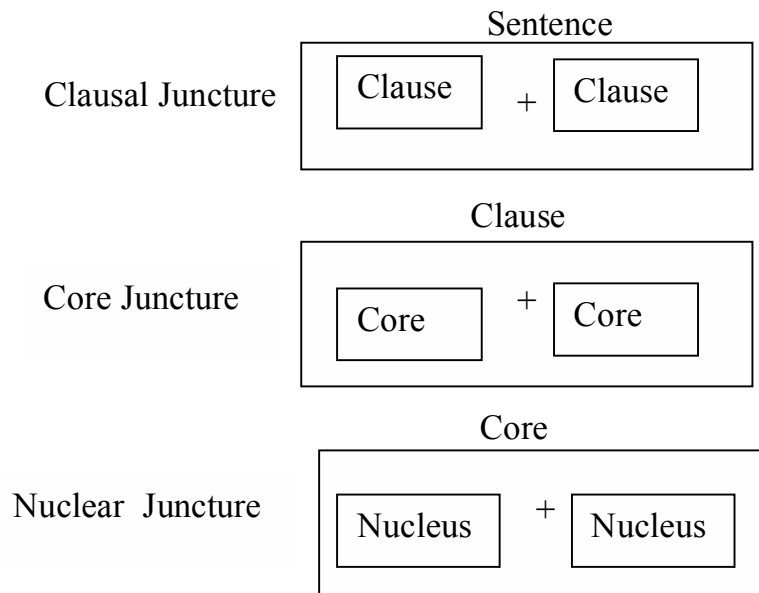 Sentence
Clausal Juncture Clause + Clause
Clause
Core Juncture Core + Core
Core
Nuclear Juncture Nucleus + Nucleus